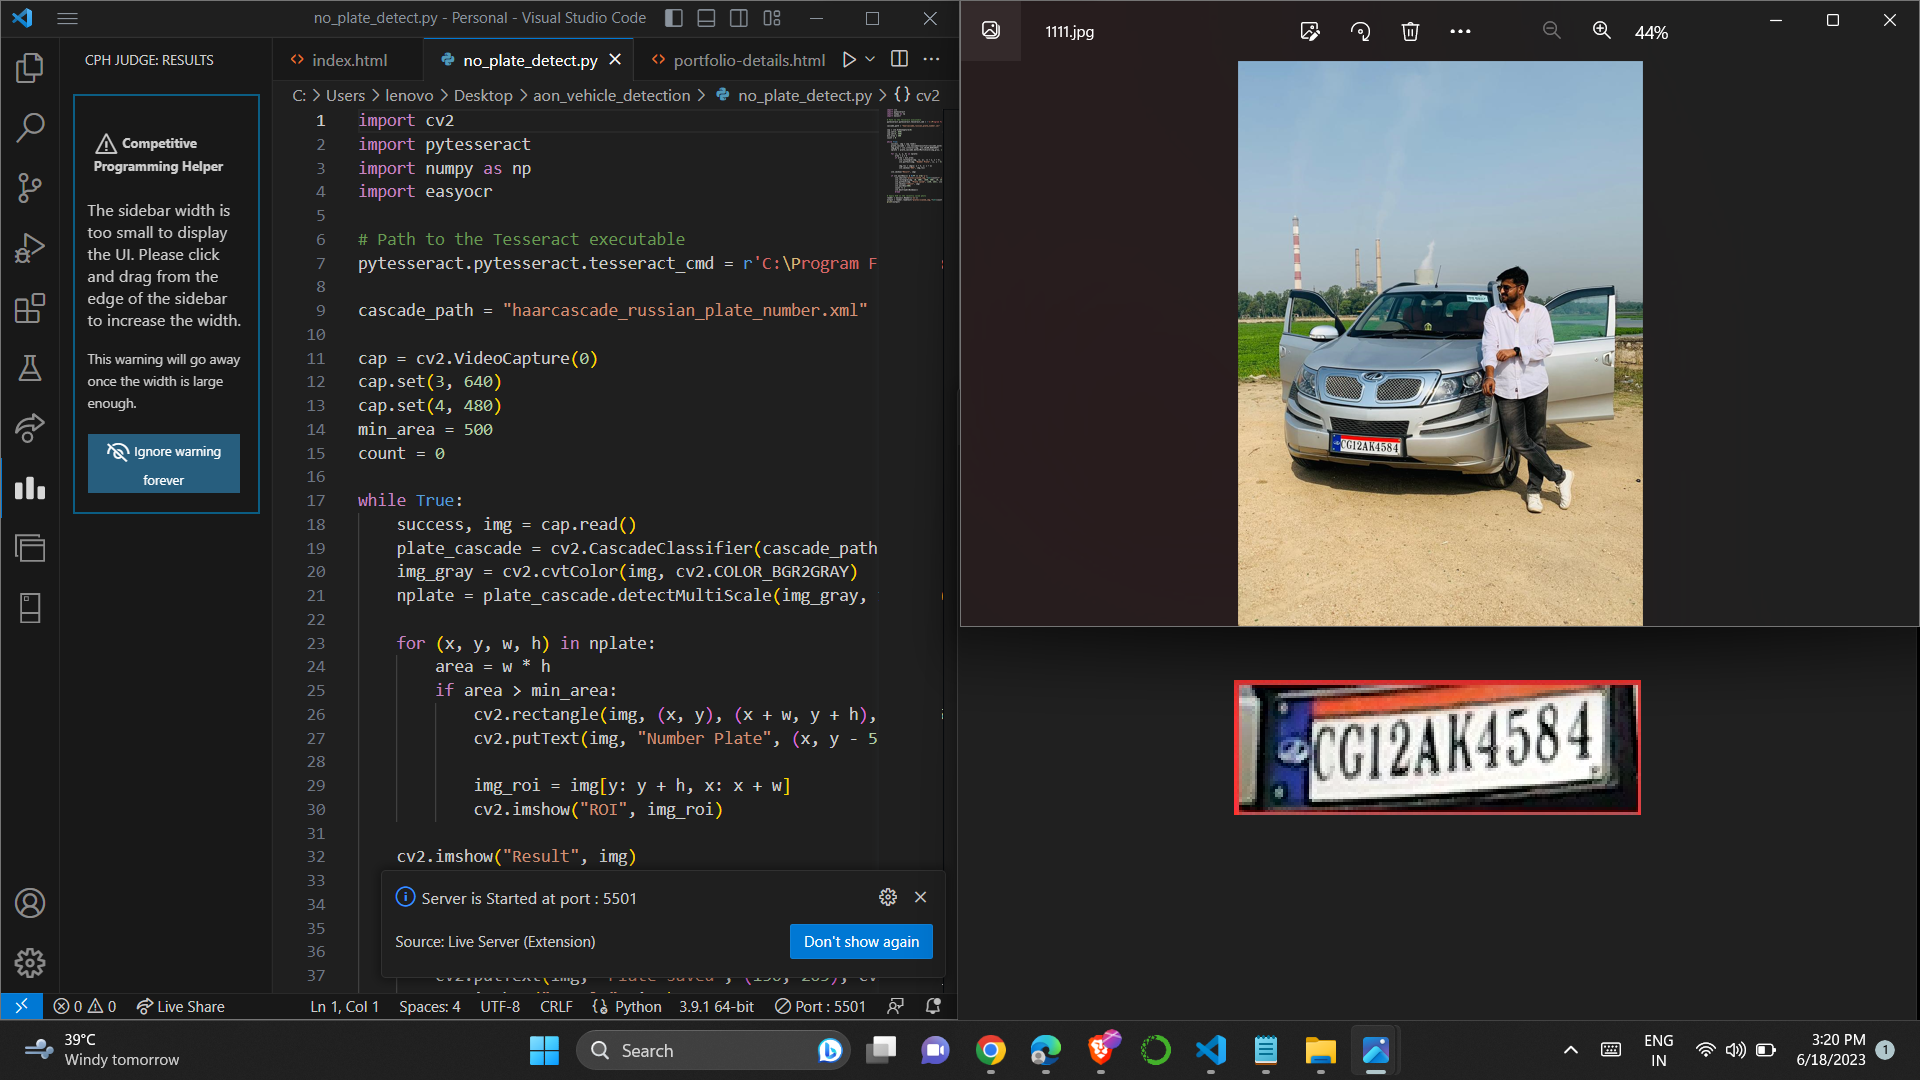 no_plate_detect.py - Personal - Visual Studio Code
CPH JUDGE: RESULTS
Competitive
Programming Helper
The sidebar width is
too small to display
the UI. Please click
and drag from the
edge of the sidebar
to increase the width.
This warning will go away
once the width is large
enough.
Ignore warning
forever
index.html
no_plate_detect.py
portfolio-details.html
C: > Users > lenovo > Desktop > aon_vehicle_detection > no_plate_detect.py > {} cv2
1 import cv2
2 import pytesseract
3 import numpy as np
4 import easyocr
5
6 # Path to the Tesseract executable
7 pytesseract.pytesseract.tesseract_cmd = r'C:\Program F
8
9 cascade_path = "haarcascade_russian_plate_number.xml"
10
11 cap = cv2.VideoCapture(0)
12 cap.set(3, 640)
13 cap.set(4, 480)
14 min_area = 500
15 count = 0
16
17 while True:
18 success, img = cap.read()
19 plate_cascade = cv2.CascadeClassifier(cascade_path
20 img_gray = cv2.cvtColor(img, cv2.COLOR_BGR2GRAY)
21 nplate = plate_cascade.detectMultiScale(img_gray,
22
23 for (x, y, w, h) in nplate:
24 area = w * h
25 if area > min_area:
26 cv2.rectangle(img, (x, y), (x + w, y + h),
27 cv2.putText(img, "Number Plate", (x, y - 5
28
29 img_roi = img[y: y + h, x: x + w]
30 cv2.imshow("ROI", img_roi)
31
32 cv2.imshow("Result", img)
33
34
35
36
37
Server is Started at port : 5501
Source: Live Server (Extension)
Don't show again
0 0 Live Share
Ln 1, Col 1 Spaces: 4 UTF-8 CRLF Python 3.9.1 64-bit Port : 5501
1111.jpg
44%
CG12AK4584
CG12AK4584
39°C
Windy tomorrow
Search
ENG
IN
3:20 PM
6/18/2023
1